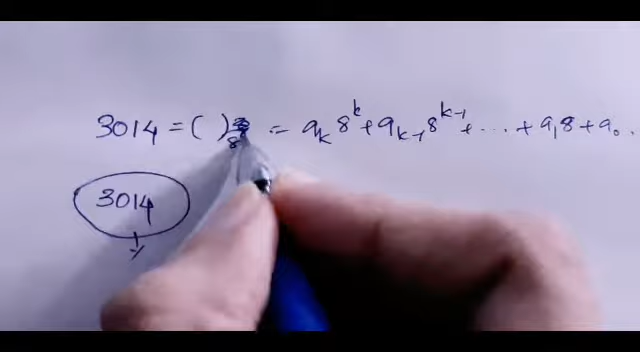 3014 = ( )₈ = aₖ 8ᵏ + aₖ₋₁ 8ᵏ⁻¹ + ... + a₁ 8 + a₀.
3014